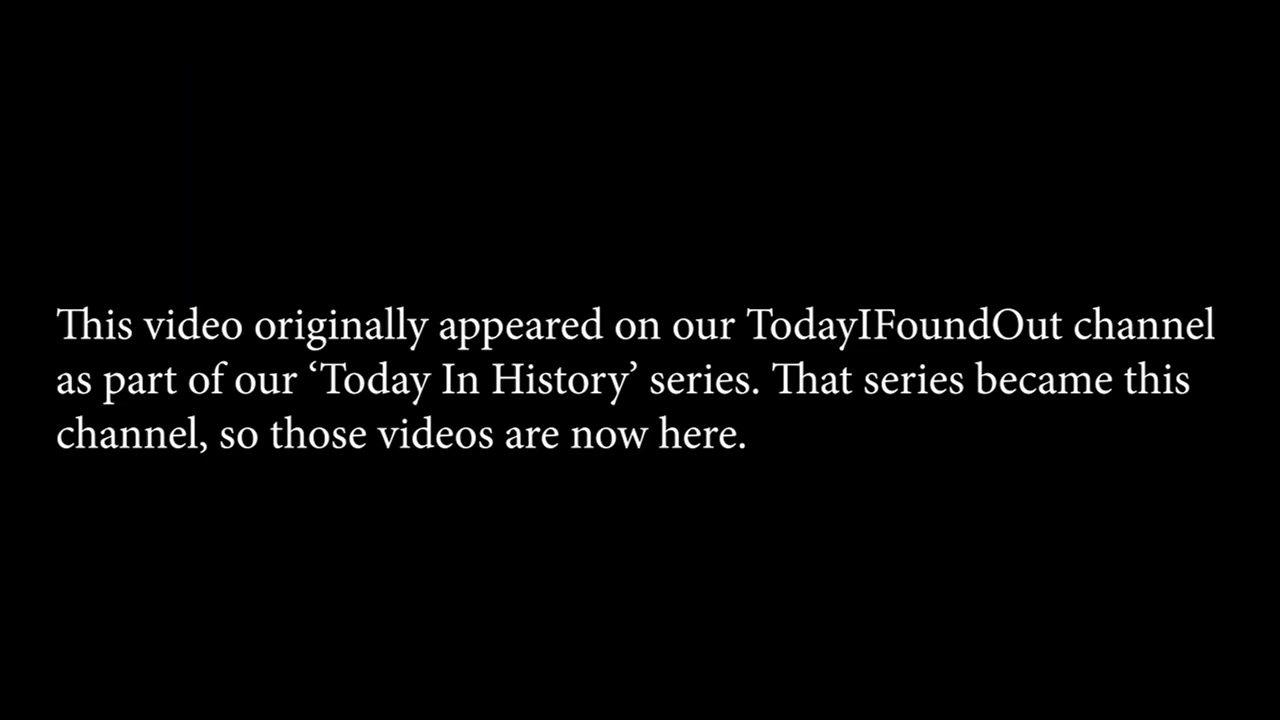 This video originally appeared on our TodayIFoundOut channel
as part of our ‘Today In History’ series. That series became this
channel, so those videos are now here.